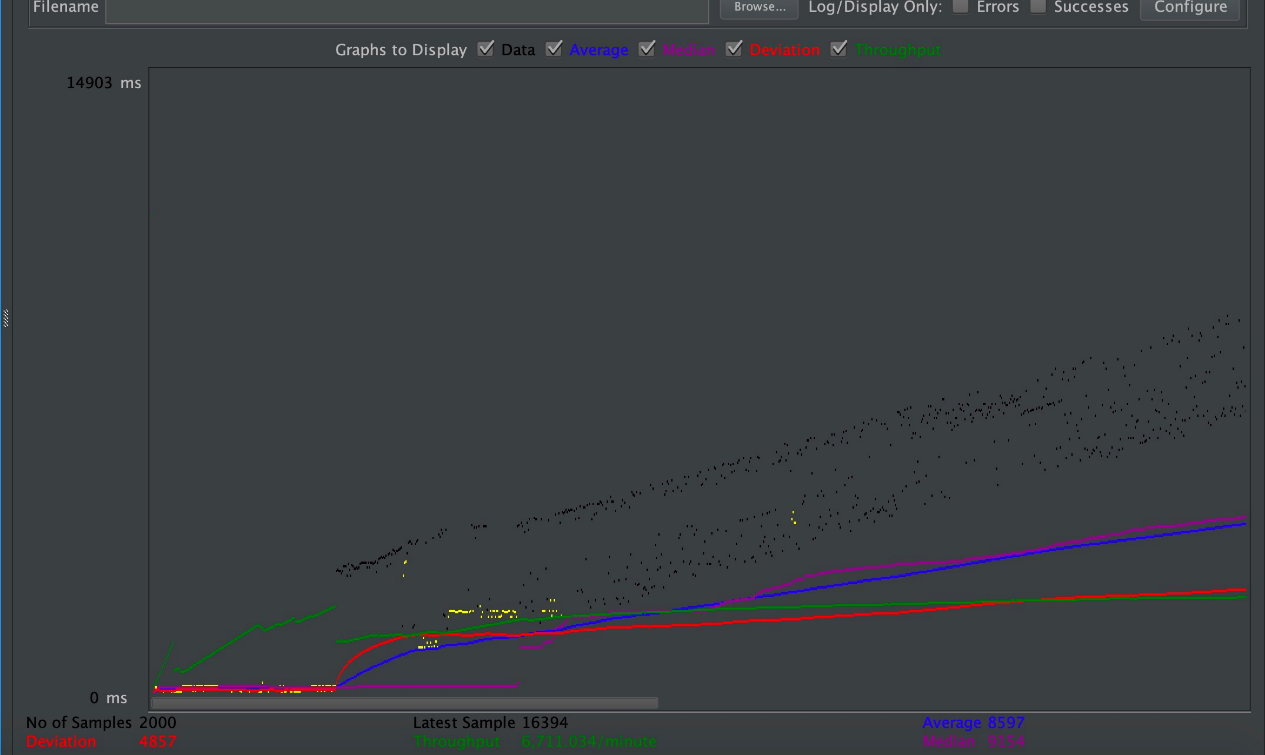 Filename Browse... Log/Display Only: Errors Successes Configure
Graphs to Display Data Average Median Deviation Throughput
14903 ms
0 ms
No of Samples 2000 Latest Sample 16394 Average 8597
Deviation 4857 Throughput 6,711.034/minute Median 9154